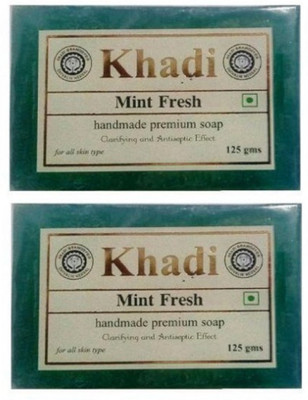 Khadi
Mint Fresh
handmade premium soap
Clarifying and Antiseptic Effect
for all skin type
125 gms
Khadi
Mint Fresh
handmade premium soap
Clarifying and Antiseptic Effect
for all skin type
125 gms